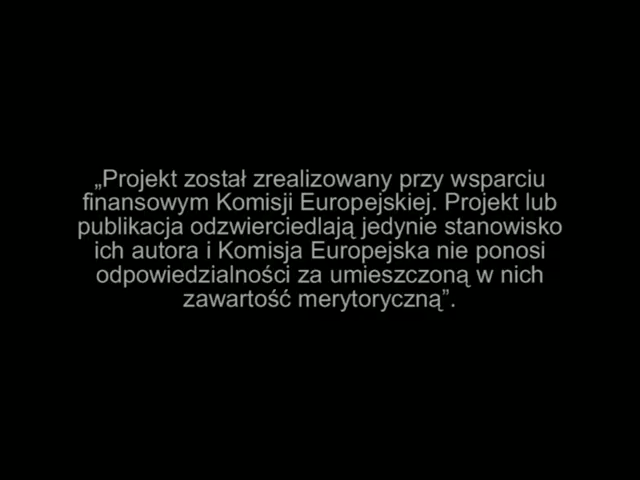 „Projekt został zrealizowany przy wsparciu
finansowym Komisji Europejskiej. Projekt lub
publikacja odzwierciedlają jedynie stanowisko
ich autora i Komisja Europejska nie ponosi
odpowiedzialności za umieszczoną w nich
zawartość merytoryczną”.